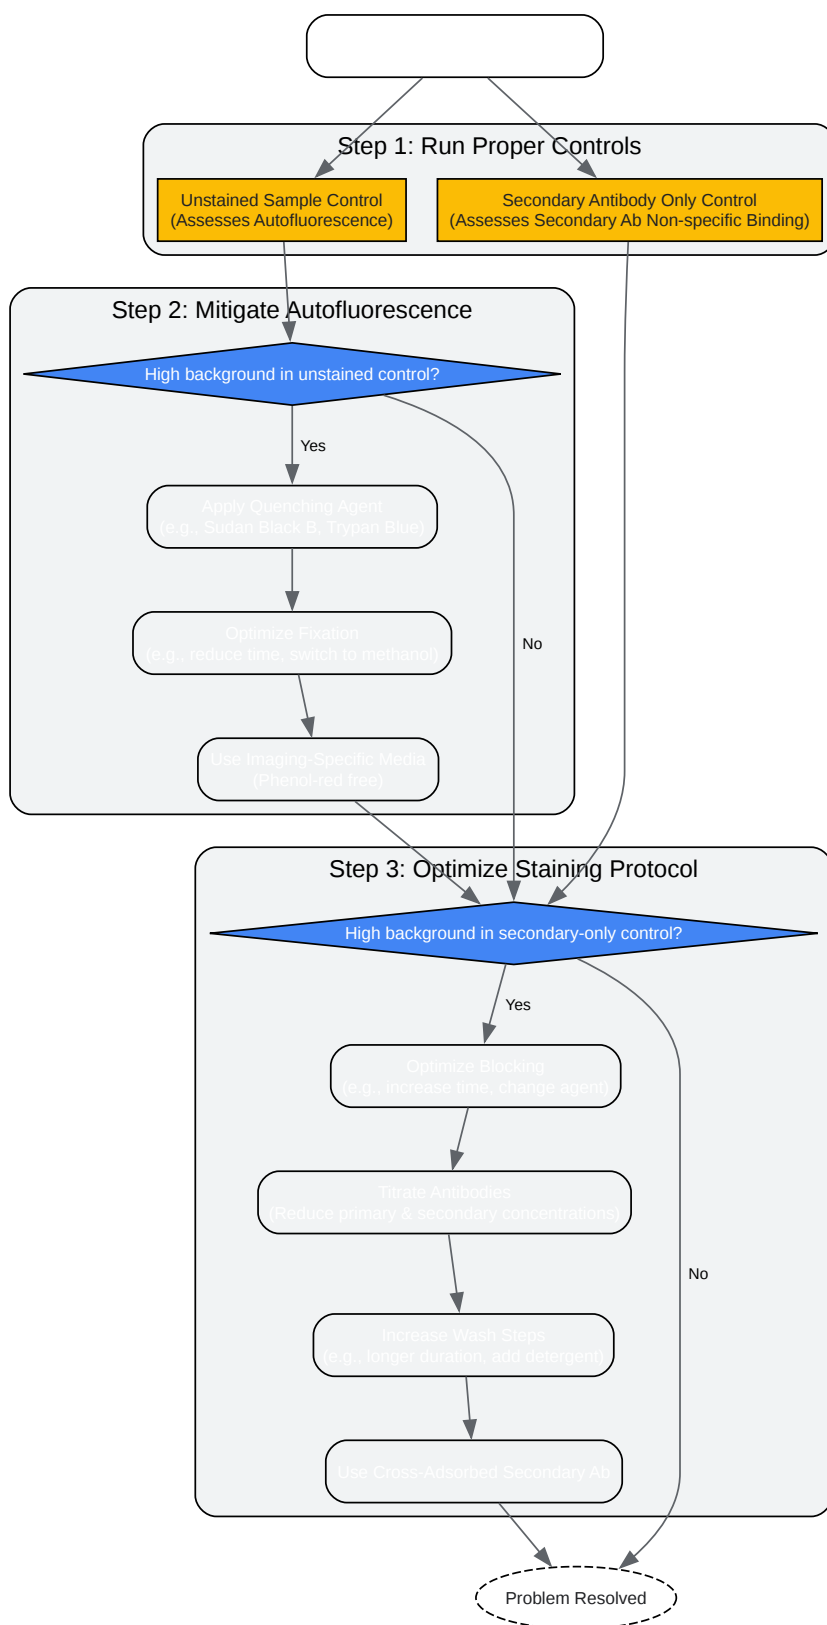 Step 1: Run Proper Controls
Unstained Sample Control
(Assesses Autofluorescence)
Secondary Antibody Only Control
(Assesses Secondary Ab Non-specific Binding)
Step 2: Mitigate Autofluorescence
High background in unstained control?
Yes
Apply Quenching Agent
(e.g., Sudan Black B, Trypan Blue)
Optimize Fixation
(e.g., reduce time, switch to methanol)
No
Use Imaging-Specific Media
(Phenol-red free)
Step 3: Optimize Staining Protocol
High background in secondary-only control?
Yes
Optimize Blocking
(e.g., increase time, change agent)
Titrate Antibodies
(Reduce primary & secondary concentrations)
No
Increase Wash Steps
(e.g., longer duration, add detergent)
Use Cross-Adsorbed Secondary Ab
Problem Resolved